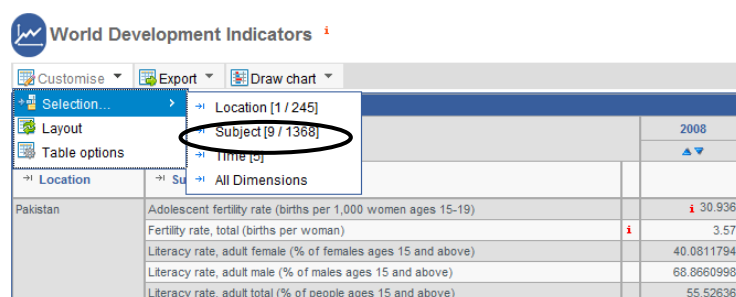 World Development Indicators i
Customise Export Draw chart
Selection...
Layout
Table options
Location [1 / 245]
Subject [9 / 1368]
Time [5]
All Dimensions
2008
Location Su
Pakistan Adolescent fertility rate (births per 1,000 women ages 15-19) i 30.936
Fertility rate, total (births per woman) i 3.57
Literacy rate, adult female (% of females ages 15 and above) 40.0811794
Literacy rate, adult male (% of males ages 15 and above) 68.8660998
Literacy rate, adult total (% of people ages 15 and above) 55.52636